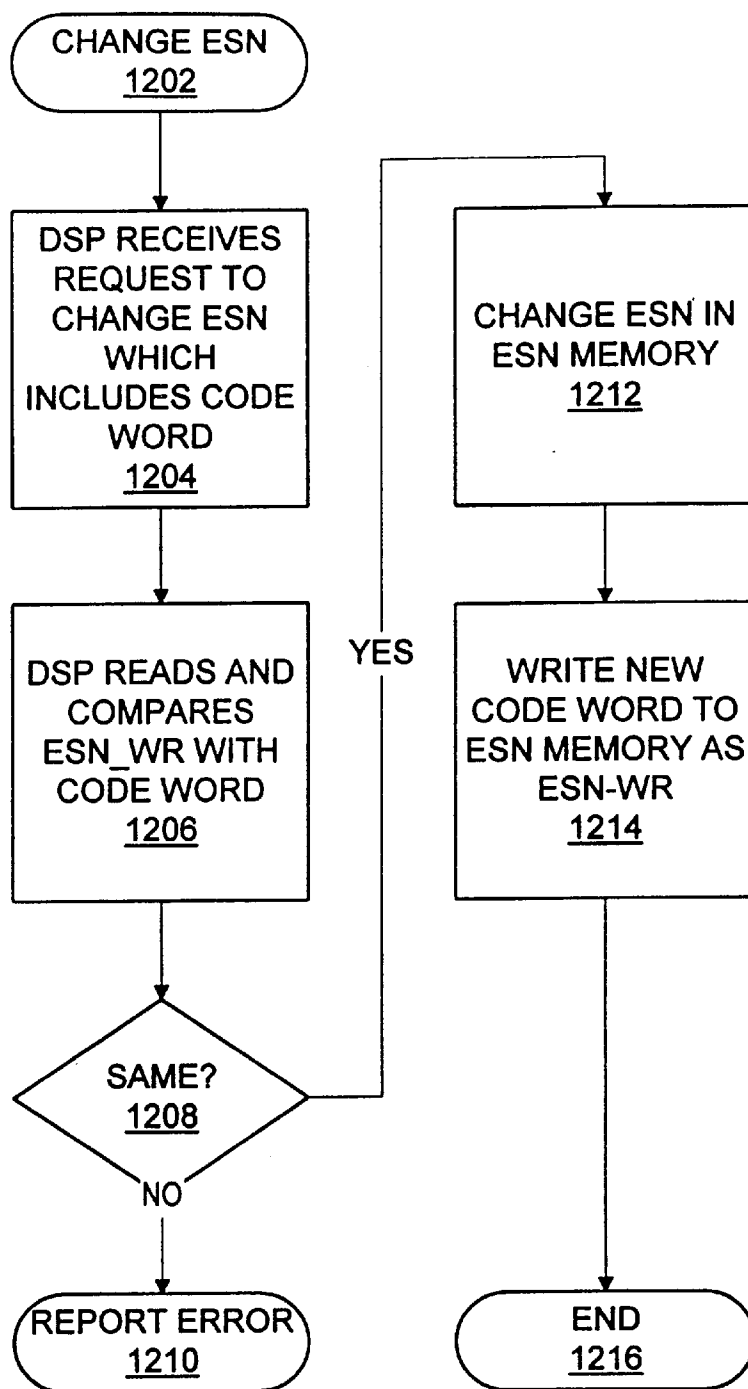 CHANGE ESN
1202
DSP RECEIVES
REQUEST TO
CHANGE ESN
WHICH
INCLUDES CODE
WORD
1204
DSP READS AND
COMPARES
ESN_WR WITH
CODE WORD
1206
SAME?
1208
NO
REPORT ERROR
1210
YES
CHANGE ESN IN
ESN MEMORY
1212
WRITE NEW
CODE WORD TO
ESN MEMORY AS
ESN-WR
1214
END
1216